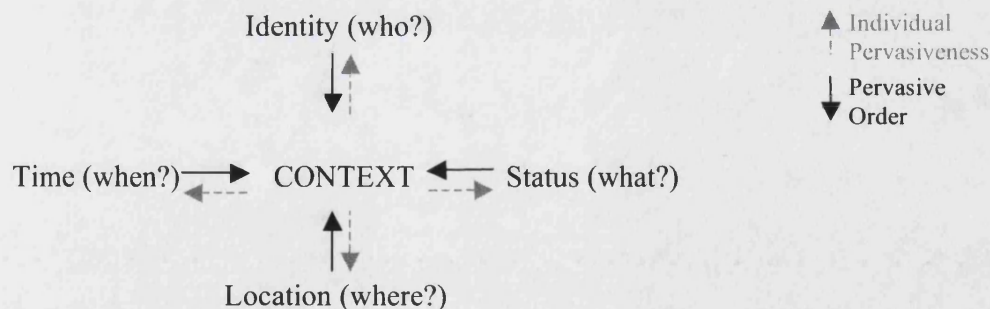 Identity (who?)
Individual
Pervasiveness
Pervasive
Order
Time (when?)
CONTEXT
Status (what?)
Location (where?)